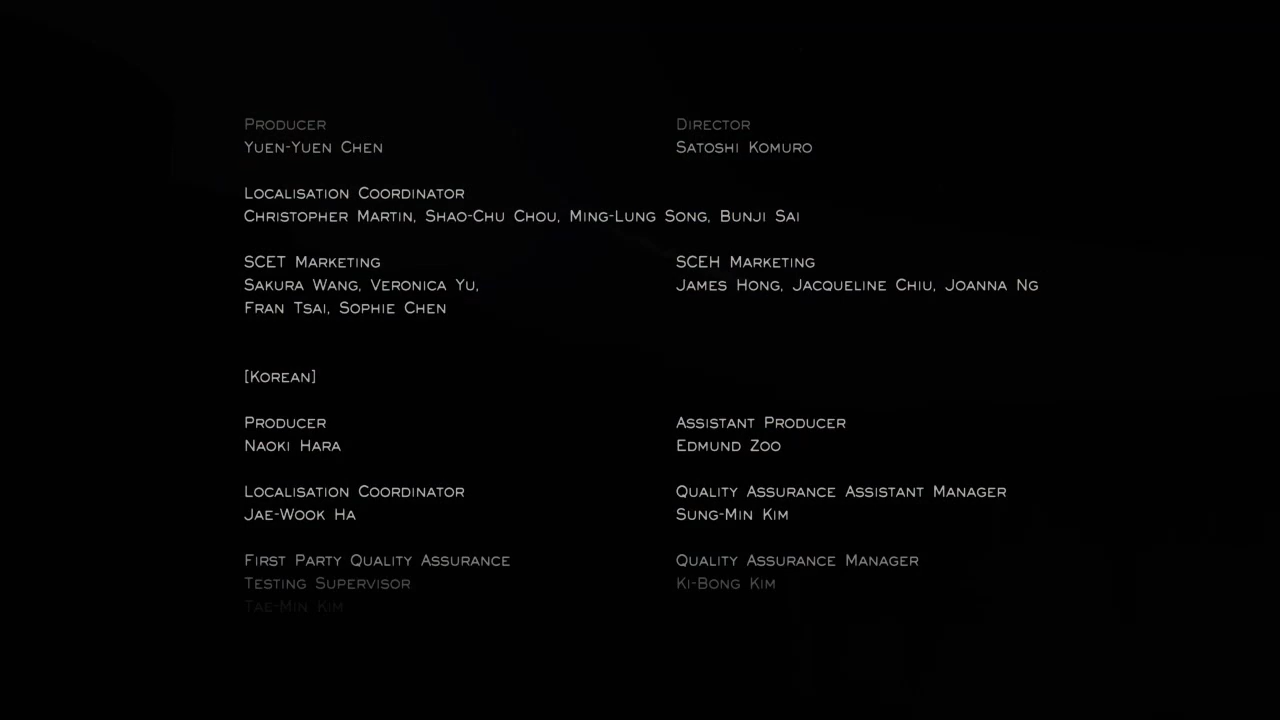 Producer
Yuen-Yuen Chen
Director
Satoshi Komuro
Localisation Coordinator
Christopher Martin, Shao-Chu Chou, Ming-Lung Song, Bunji Sai
SCET Marketing
Sakura Wang, Veronica Yu,
Fran Tsai, Sophie Chen
SCEH Marketing
James Hong, Jacqueline Chiu, Joanna Ng
[Korean]
Producer
Naoki Hara
Assistant Producer
Edmund Zoo
Localisation Coordinator
Jae-Wook Ha
Quality Assurance Assistant Manager
Sung-Min Kim
First Party Quality Assurance
Testing Supervisor
Tae-Min Kim
Quality Assurance Manager
Ki-Bong Kim